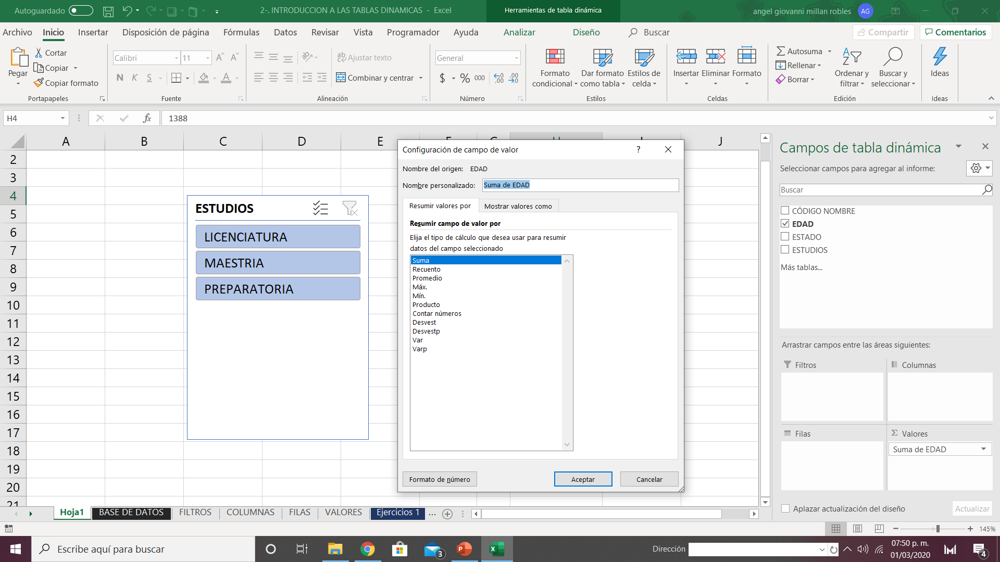 Autoguardado
2-. INTRODUCCION A LAS TABLAS DINAMICAS - Excel
Herramientas de tabla dinámica
angel giovanni millan robles
AG
Archivo
Inicio
Insertar
Disposición de página
Fórmulas
Datos
Revisar
Vista
Programador
Ayuda
Analizar
Diseño
Buscar
Compartir
Comentarios
Pegar
Cortar
Copiar
Copiar formato
Portapapeles
Calibri
11
N K S
Fuente
Ajustar texto
Combinar y centrar
Alineación
General
$ % 000
Número
Formato condicional
Dar formato como tabla
Estilos de celda
Estilos
Insertar
Eliminar
Formato
Celdas
Autosuma
Rellenar
Borrar
Ordenar y filtrar
Buscar y seleccionar
Edición
Ideas
Ideas
H4
fx
1388
A B C D E J
2
3
4
5
6
7
8
9
10
11
12
13
14
15
16
17
18
19
20
21
ESTUDIOS
LICENCIATURA
MAESTRIA
PREPARATORIA
Configuración de campo de valor
?
Nombre del origen: EDAD
Nombre personalizado: Suma de EDAD
Resumir valores por
Mostrar valores como
Resumir campo de valor por
Elija el tipo de cálculo que desea usar para resumir
datos del campo seleccionado
Suma
Recuento
Promedio
Máx.
Mín.
Producto
Contar números
Desvest
Desvestp
Var
Varp
Formato de número
Aceptar
Cancelar
Campos de tabla dinámica
Seleccionar campos para agregar al informe:
Buscar
CÓDIGO NOMBRE
EDAD
ESTADO
ESTUDIOS
Más tablas...
Arrastrar campos entre las áreas siguientes:
Filtros
Columnas
Filas
Σ Valores
Suma de EDAD
Aplazar actualización del diseño
Actualizar
Hoja1
BASE DE DATOS
FILTROS
COLUMNAS
FILAS
VALORES
Ejercicios 1
...
145%
Escribe aquí para buscar
3
Dirección
07:50 p. m.
01/03/2020
4